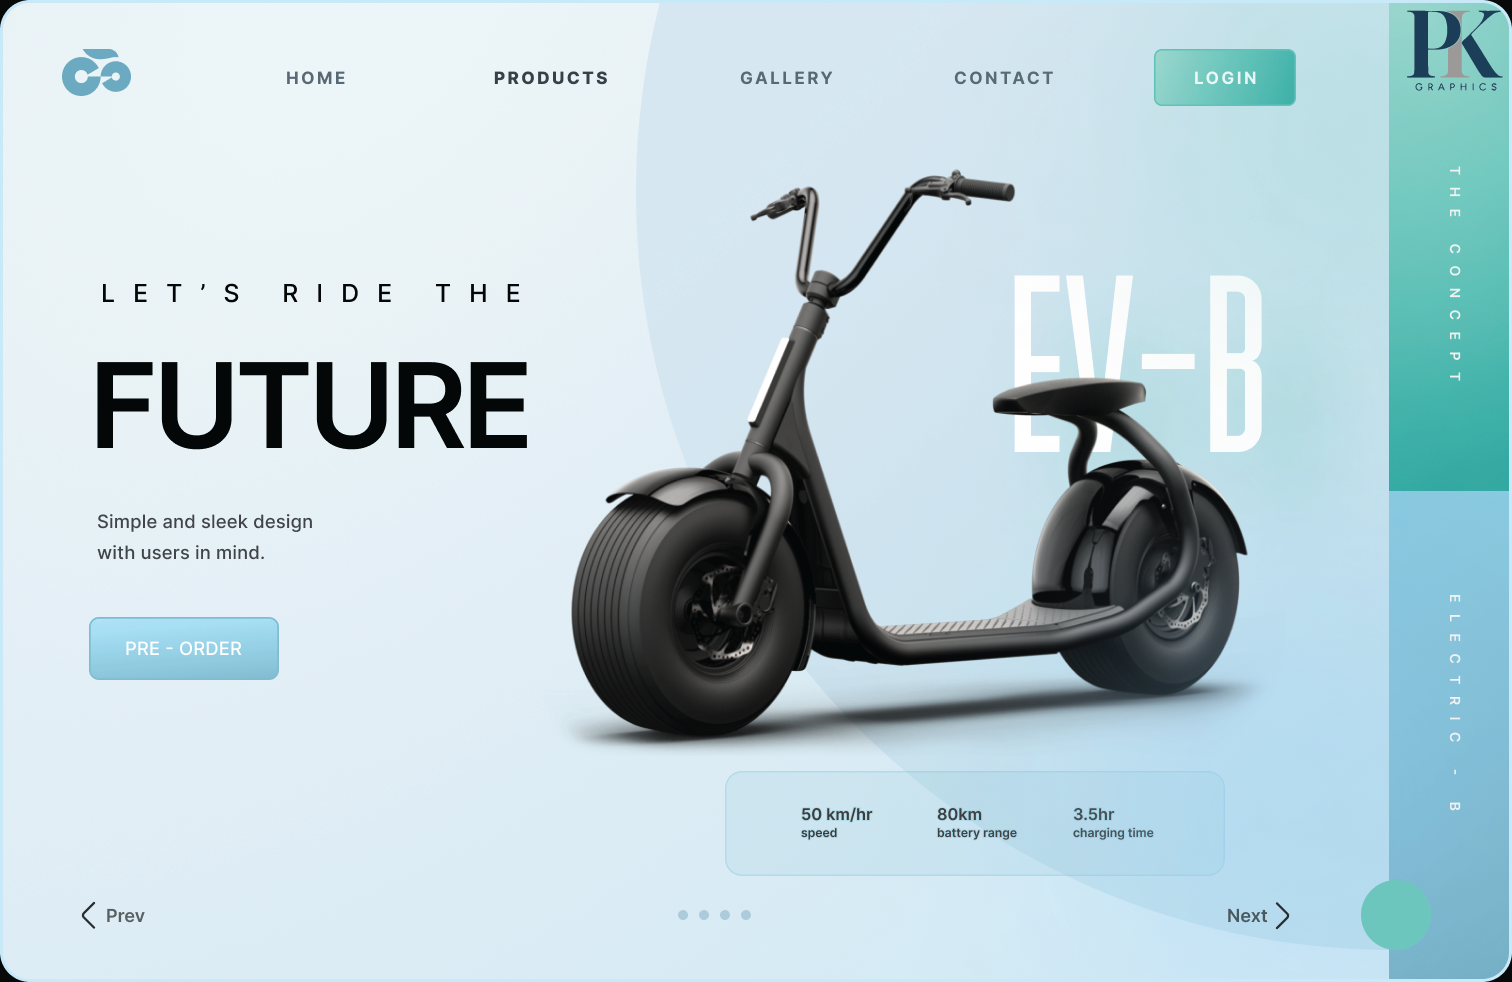 HOME
PRODUCTS
GALLERY
CONTACT
LOGIN
PK
GRAPHICS
LET’S RIDE THE
FUTURE
Simple and sleek design
with users in mind.
PRE - ORDER
EV-B
50 km/hr
speed
80km
battery range
3.5hr
charging time
Prev
Next
THE CONCEPT
ELECTRIC - B